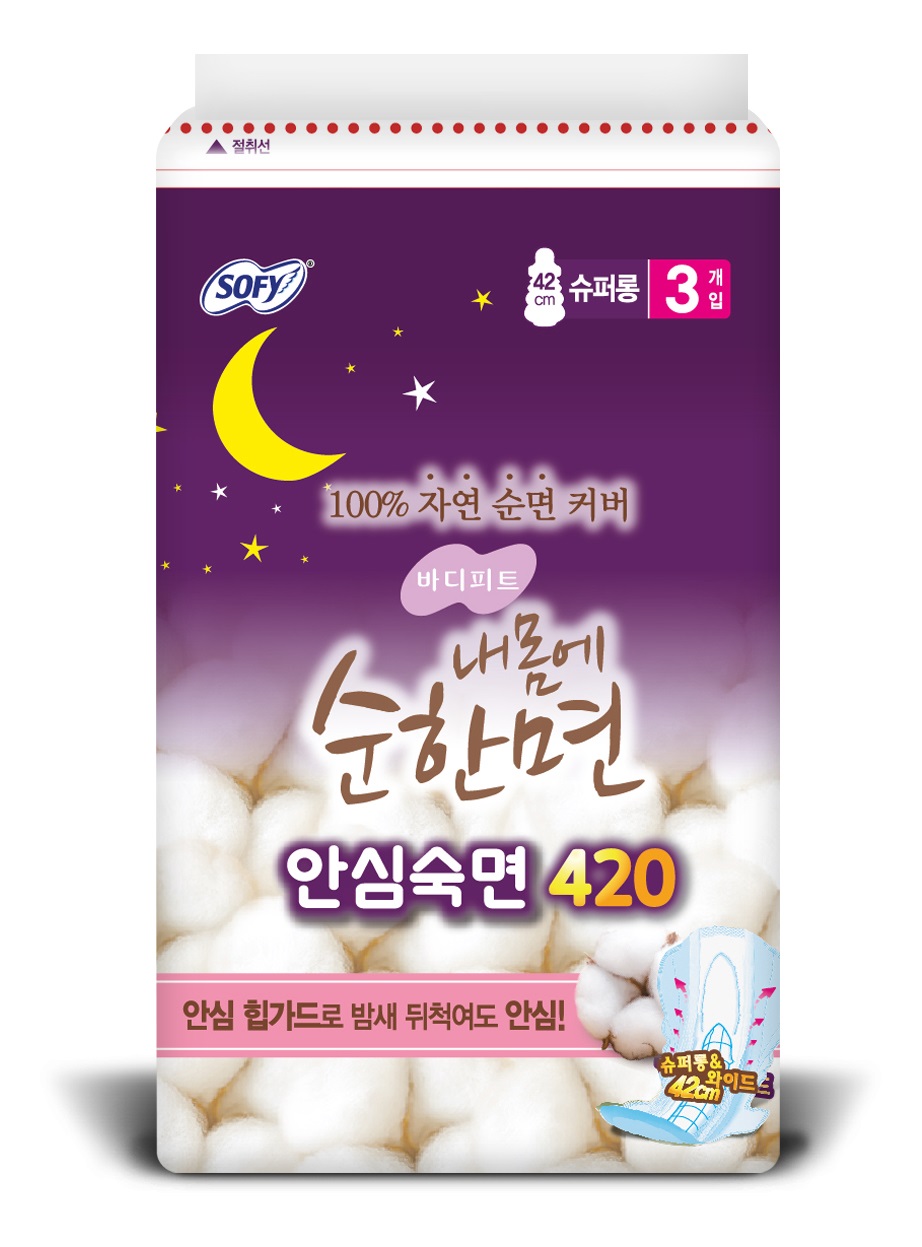 ▲ 절취선
SOFY®
42 cm 슈퍼롱 3개입
100% 자연 순면 커버
바디피트
내몸에
순한면
안심숙면 420
안심 힙가드로 밤새 뒤척여도 안심!
슈퍼롱&
42cm 와이드